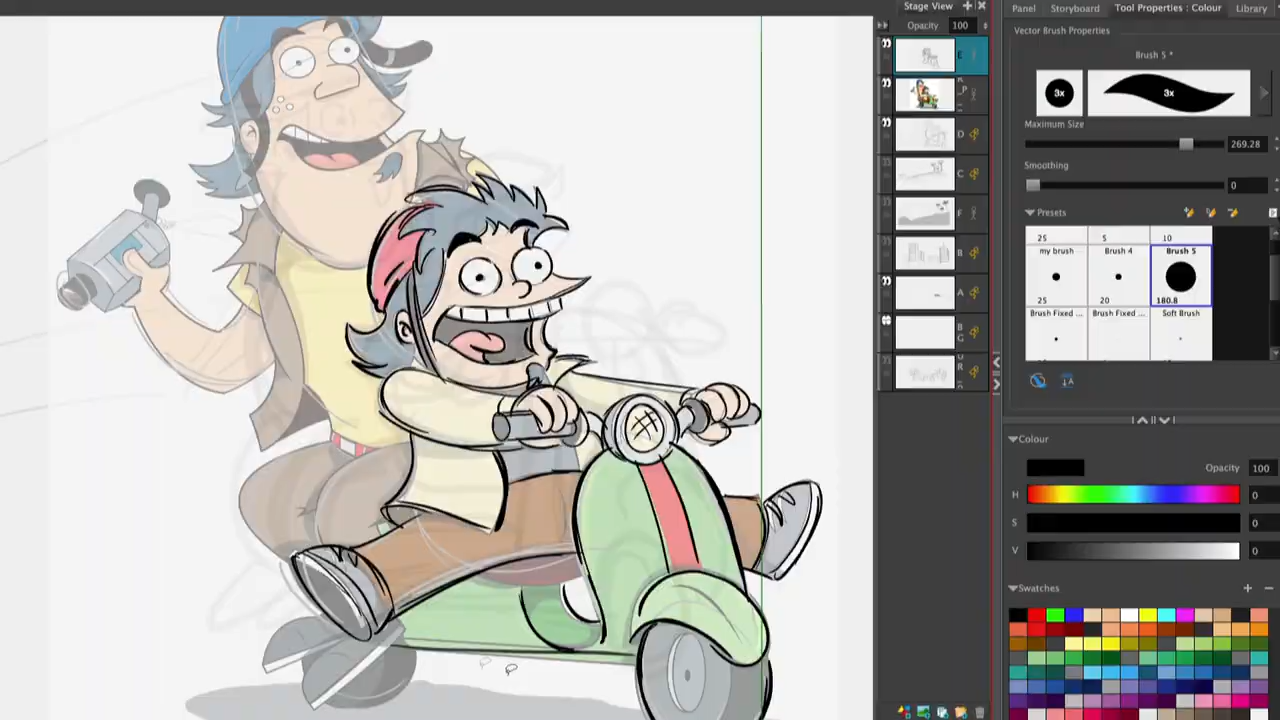 Stage View
Opacity 100
E
P
D
C
F
B
A
B
G
Panel Storyboard Tool Properties : Colour Library
Vector Brush Properties
Brush 5 *
3x 3x
Maximum Size
269.28
Smoothing
0
Presets
25 5 10
my brush Brush 4 Brush 5
25 20 180.8
Brush Fixed ... Brush Fixed ... Soft Brush
Colour
Opacity 100
H 0
S 0
V 0
Swatches